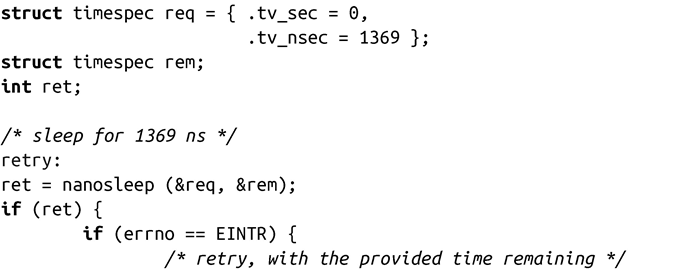 struct timespec req = { .tv_sec = 0,
                        .tv_nsec = 1369 };
struct timespec rem;
int ret;

/* sleep for 1369 ns */
retry:
ret = nanosleep (&req, &rem);
if (ret) {
        if (errno == EINTR) {
                /* retry, with the provided time remaining */